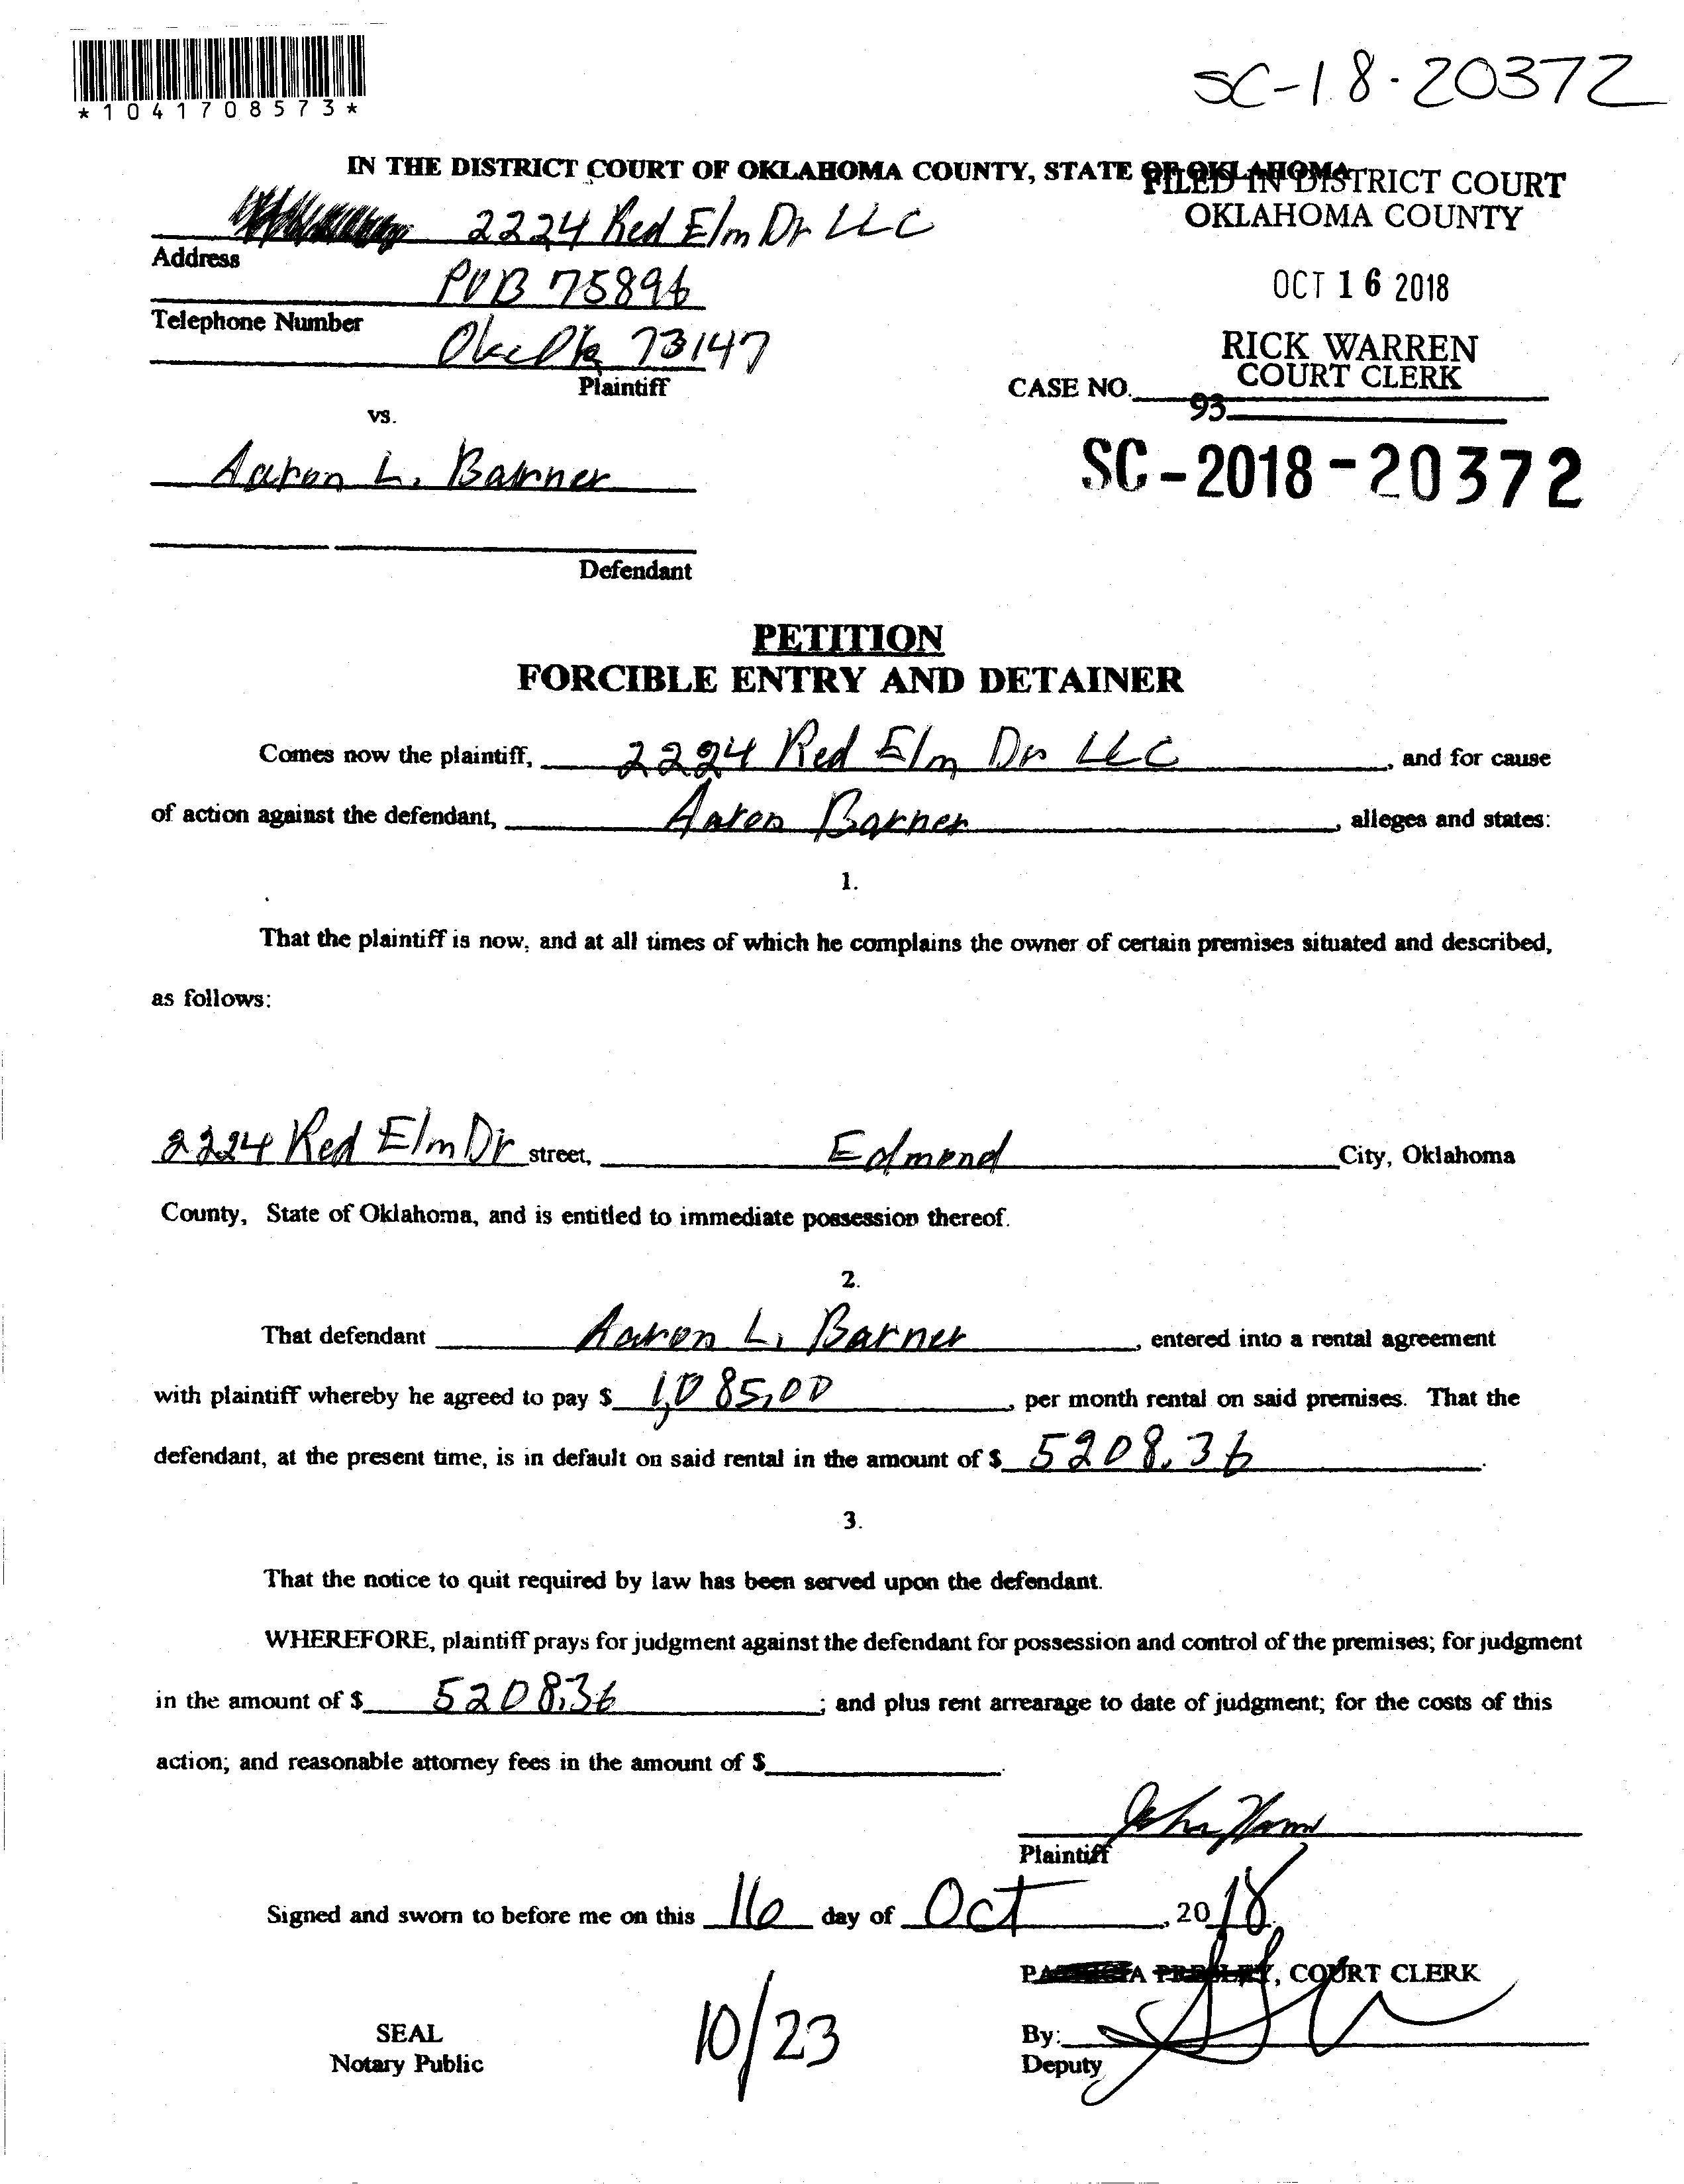 *1041708573*
SC-18-20372
IN THE DISTRICT COURT OF OKLAHOMA COUNTY, STATE OF OKLAHOMA
FILED IN DISTRICT COURT
OKLAHOMA COUNTY
OCT 16 2018
RICK WARREN
COURT CLERK
2224 Red Elm Dr LLC
Address
POB 75896
Telephone Number
Okc Ok 73147
Plaintiff
CASE NO.
93
vs.
SC-2018-20372
Aaron L. Barner
Defendant
PETITION
FORCIBLE ENTRY AND DETAINER
Comes now the plaintiff, 2224 Red Elm Dr LLC, and for cause
of action against the defendant, Aaron Barner, alleges and states:
1.
That the plaintiff is now, and at all times of which he complains the owner of certain premises situated and described,
as follows:
2224 Red Elm Dr street, Edmond City, Oklahoma
County, State of Oklahoma, and is entitled to immediate possession thereof.
2.
That defendant Aaron L. Barner, entered into a rental agreement
with plaintiff whereby he agreed to pay $ 1,085.00, per month rental on said premises. That the
defendant, at the present time, is in default on said rental in the amount of $ 5208.36.
3.
That the notice to quit required by law has been served upon the defendant.
WHEREFORE, plaintiff prays for judgment against the defendant for possession and control of the premises; for judgment
in the amount of $ 5208.36; and plus rent arrearage to date of judgment; for the costs of this
action; and reasonable attorney fees in the amount of $ .
Plaintiff
Signed and sworn to before me on this 16 day of Oct, 2018.
, COURT CLERK
SEAL
Notary Public
10/23
By:
Deputy